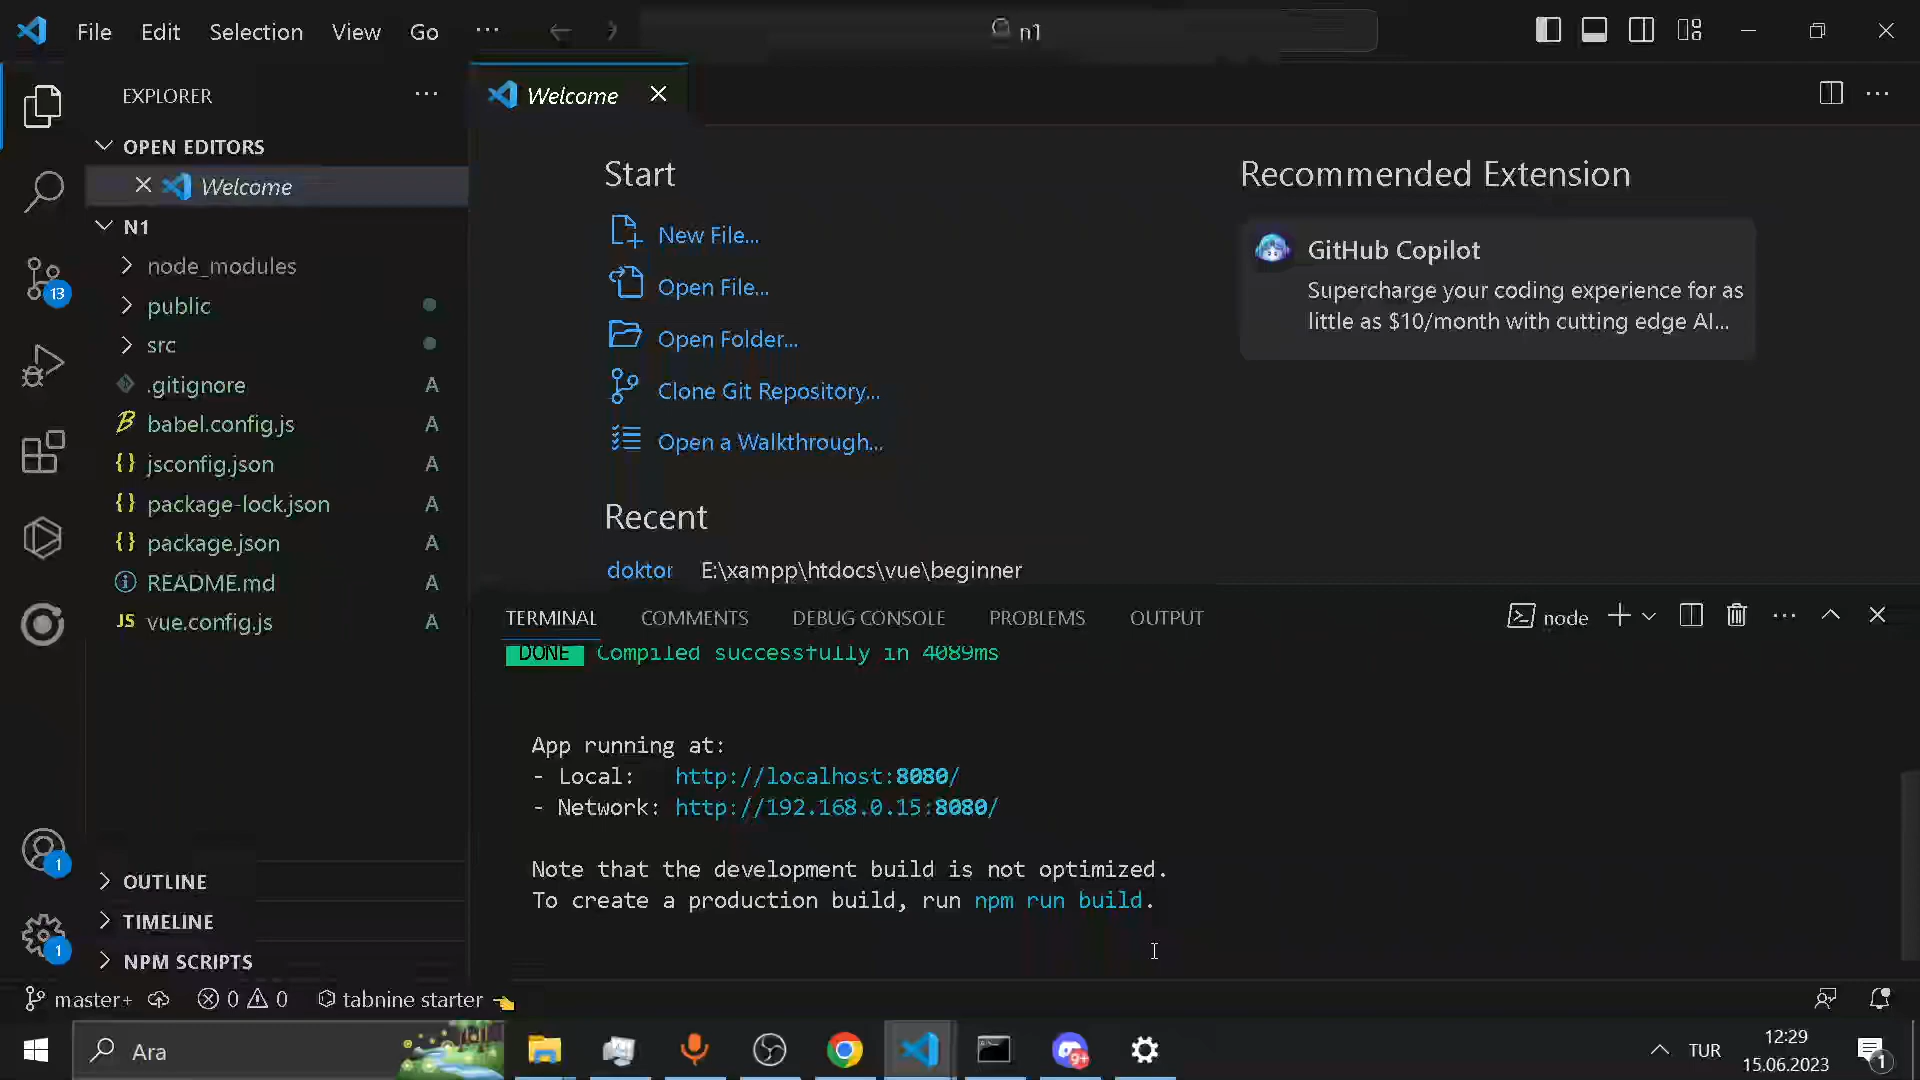 File Edit Selection View Go ... n1
EXPLORER ...
OPEN EDITORS
Welcome
N1
node_modules
public
src
.gitignore A
babel.config.js A
jsconfig.json A
package-lock.json A
package.json A
README.md A
vue.config.js A
OUTLINE
TIMELINE
NPM SCRIPTS
13
1
1
Welcome
Start
New File...
Open File...
Open Folder...
Clone Git Repository...
Open a Walkthrough...
Recent
doktor E:\xampp\htdocs\vue\beginner
Recommended Extension
GitHub Copilot
Supercharge your coding experience for as
little as $10/month with cutting edge AI...
TERMINAL COMMENTS DEBUG CONSOLE PROBLEMS OUTPUT node
DONE Compiled successfully in 4089ms
App running at:
- Local: http://localhost:8080/
- Network: http://192.168.0.15:8080/
Note that the development build is not optimized.
To create a production build, run npm run build.
master+ 0 0 tabnine starter
Ara 9+ TUR 12:29
15.06.2023 1